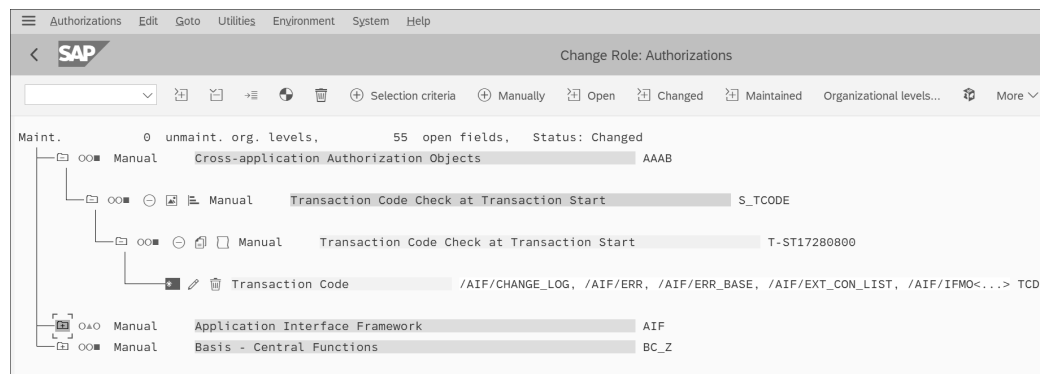 Authorizations Edit Goto Utilities Environment System Help
SAP Change Role: Authorizations
Selection criteria Manually Open Changed Maintained Organizational levels... More
Maint. 0 unmaint. org. levels, 55 open fields, Status: Changed
Manual Cross-application Authorization Objects AAAB
Manual Transaction Code Check at Transaction Start S_TCODE
Manual Transaction Code Check at Transaction Start T-ST17280800
Transaction Code /AIF/CHANGE_LOG, /AIF/ERR, /AIF/ERR_BASE, /AIF/EXT_CON_LIST, /AIF/IFMO<...> TCD
Manual Application Interface Framework AIF
Manual Basis - Central Functions BC_Z